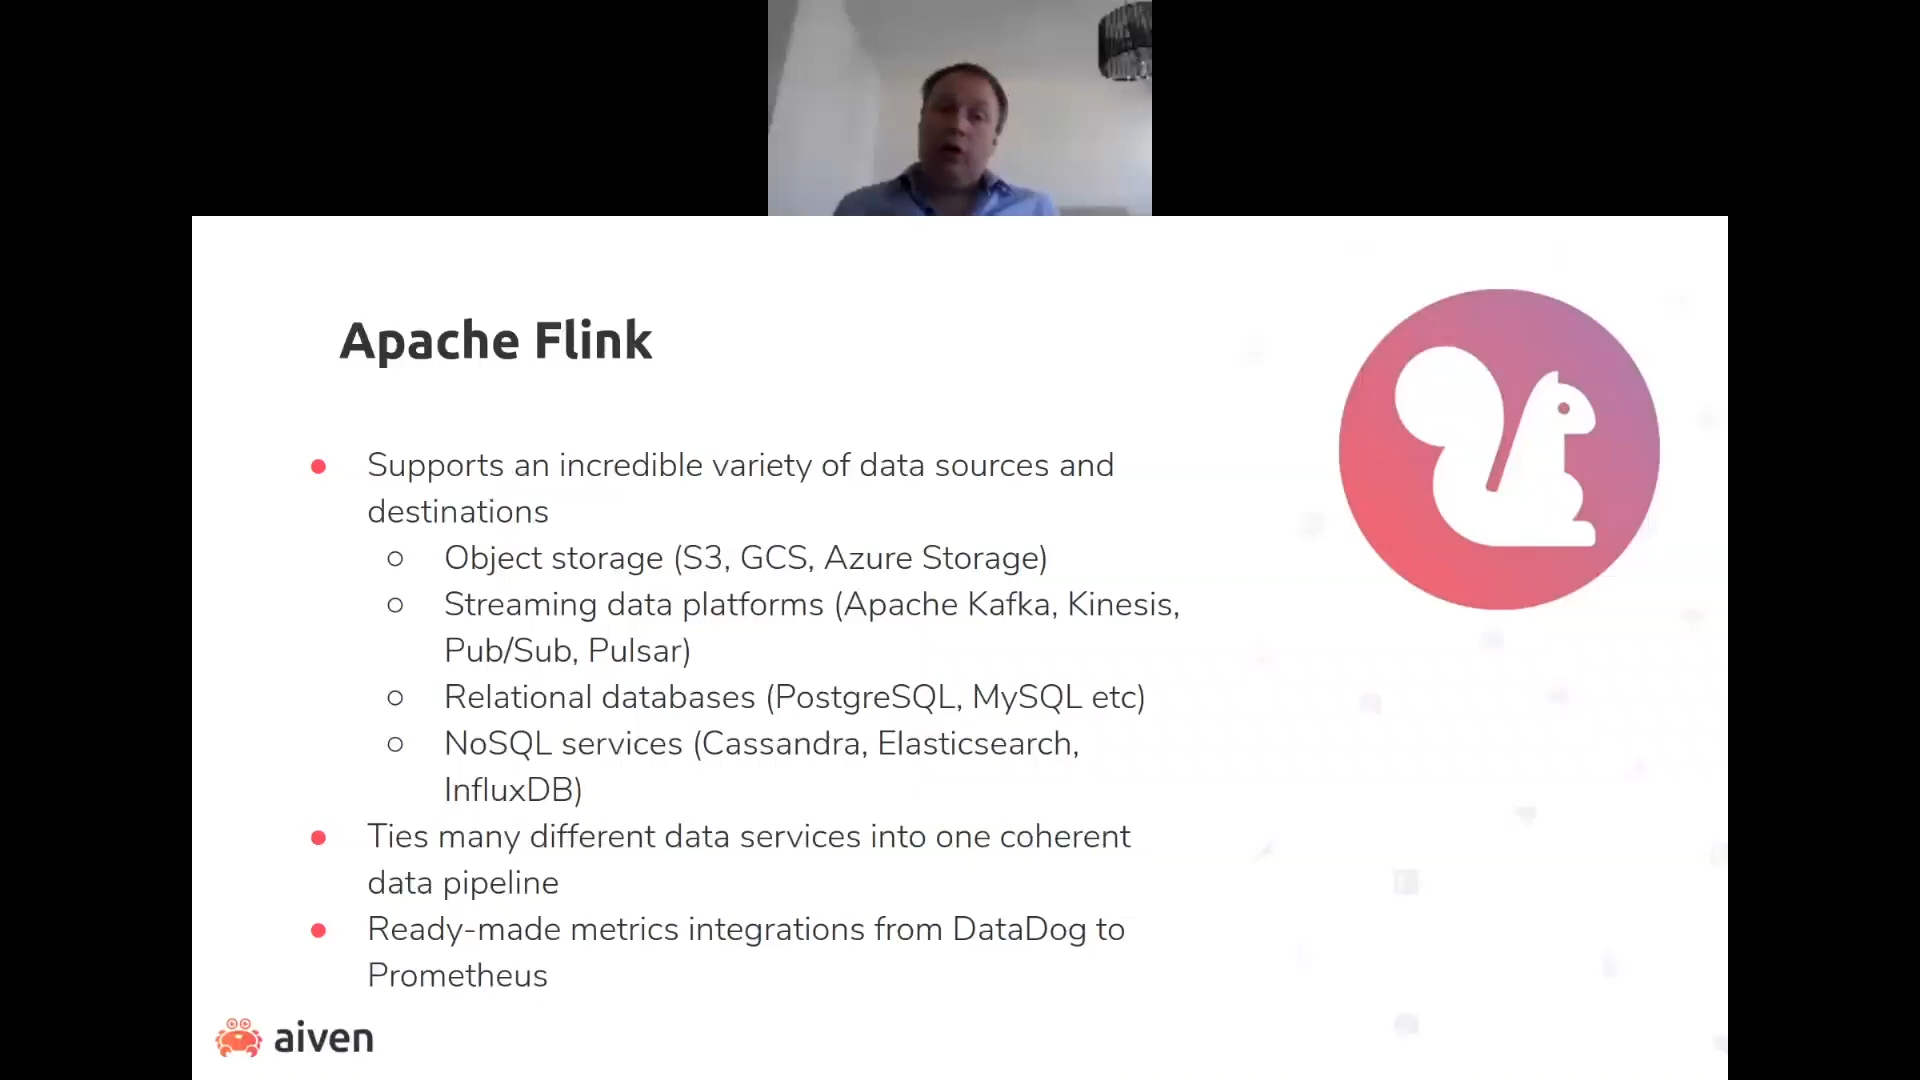 Apache Flink
● Supports an incredible variety of data sources and
destinations
○ Object storage (S3, GCS, Azure Storage)
○ Streaming data platforms (Apache Kafka, Kinesis,
Pub/Sub, Pulsar)
○ Relational databases (PostgreSQL, MySQL etc)
○ NoSQL services (Cassandra, Elasticsearch,
InfluxDB)
● Ties many different data services into one coherent
data pipeline
● Ready-made metrics integrations from DataDog to
Prometheus
aiven